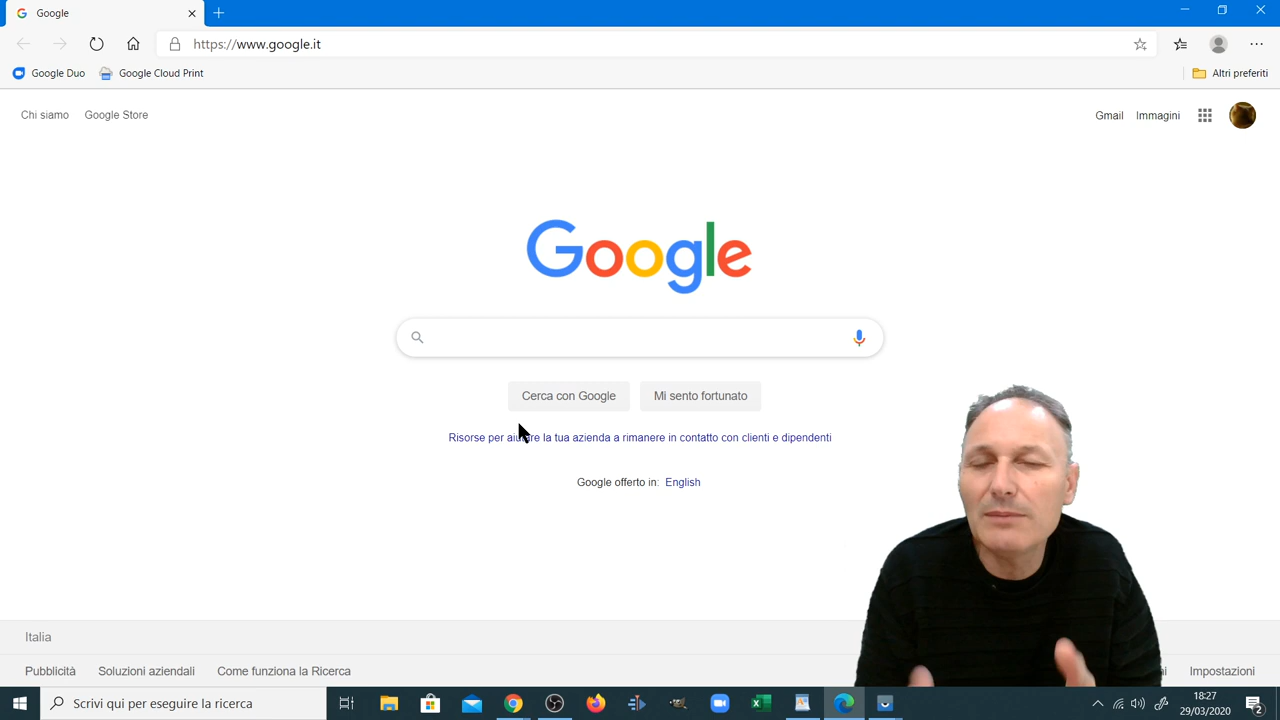 Google
https://www.google.it
Google Duo
Google Cloud Print
Altri preferiti
Chi siamo
Google Store
Gmail
Immagini
Google
Cerca con Google
Mi sento fortunato
Risorse per aiutare la tua azienda a rimanere in contatto con clienti e dipendenti
Google offerto in: English
Italia
Pubblicità
Soluzioni aziendali
Come funziona la Ricerca
Impostazioni
Scrivi qui per eseguire la ricerca
18:27
29/03/2020
2